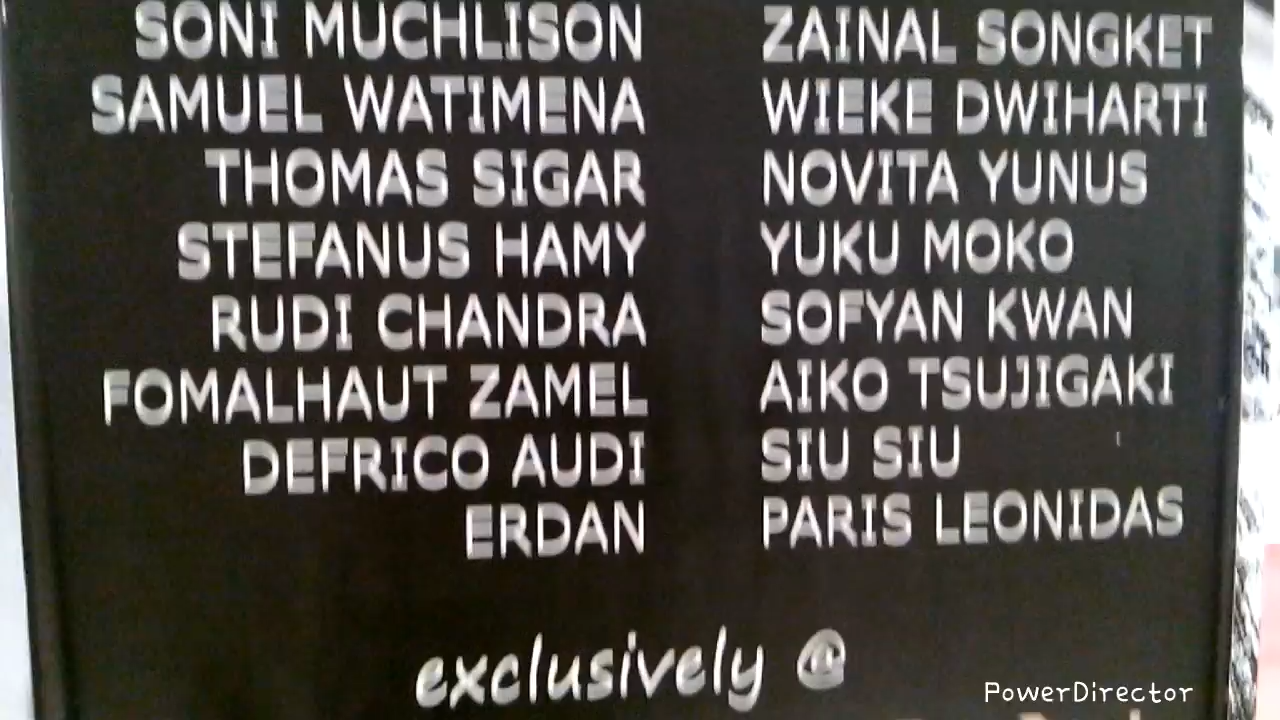 SONI MUCHLISON ZAINAL SONGKET
SAMUEL WATIMENA WIEKE DWIHARTI
THOMAS SIGAR NOVITA YUNUS
STEFANUS HAMY YUKU MOKO
RUDI CHANDRA SOFYAN KWAN
FOMALHAUT ZAMEL AIKO TSUJIGAKI
DEFRICO AUDI SIU SIU
ERDAN PARIS LEONIDAS
exclusively @
PowerDirector